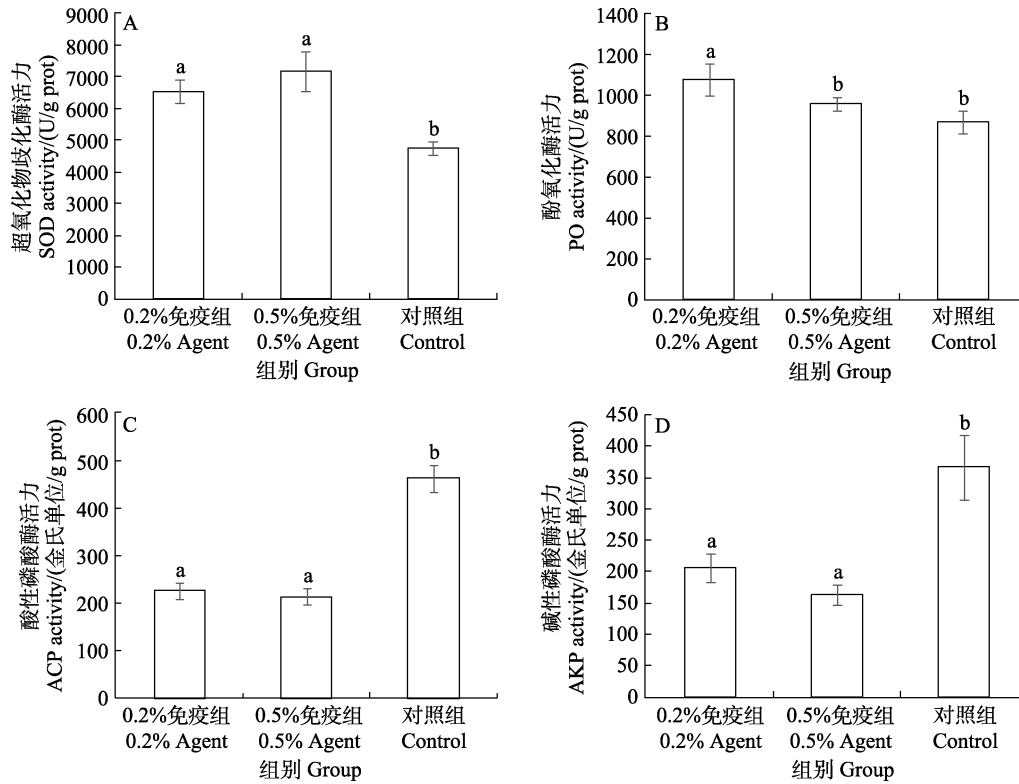 A
超氧化物歧化酶活力
SOD activity/(U/g prot)
9000
8000
7000
6000
5000
4000
3000
2000
1000
0
a
a
b
0.2%免疫组
0.2% Agent
0.5%免疫组
0.5% Agent
对照组
Control
组别 Group
B
酚氧化酶活力
PO activity/(U/g prot)
1400
1200
1000
800
600
400
200
0
a
b
b
0.2%免疫组
0.2% Agent
0.5%免疫组
0.5% Agent
对照组
Control
组别 Group
C
酸性磷酸酶活力
ACP activity/(金氏单位/g prot)
600
500
400
300
200
100
0
a
a
b
0.2%免疫组
0.2% Agent
0.5%免疫组
0.5% Agent
对照组
Control
组别 Group
D
碱性磷酸酶活力
AKP activity/(金氏单位/g prot)
450
400
350
300
250
200
150
100
50
0
a
a
b
0.2%免疫组
0.2% Agent
0.5%免疫组
0.5% Agent
对照组
Control
组别 Group